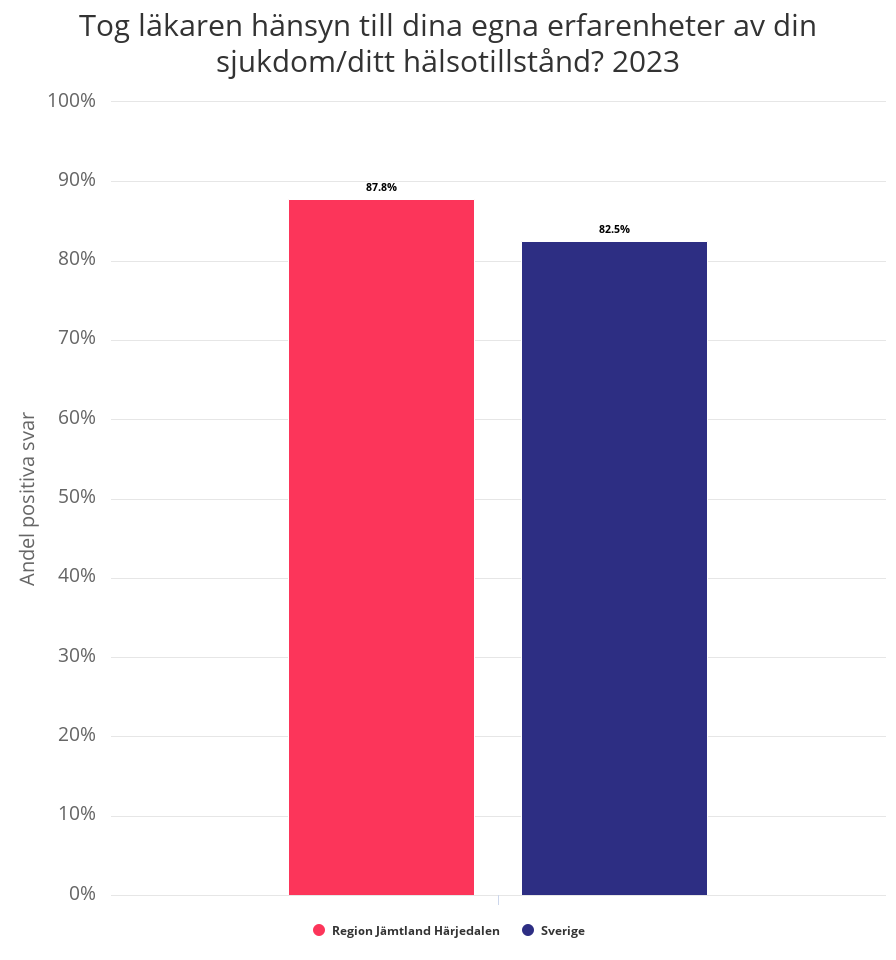 Tog läkaren hänsyn till dina egna erfarenheter av din
sjukdom/ditt hälsotillstånd? 2023
100%
90%
80%
70%
60%
50%
40%
30%
20%
10%
0%
Andel positiva svar
87.8%
82.5%
Region Jämtland Härjedalen
Sverige